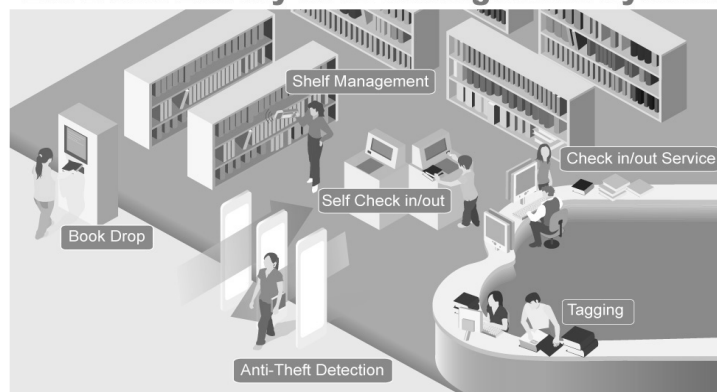 Shelf Management
Check in/out Service
Self Check in/out
Book Drop
Tagging
Anti-Theft Detection